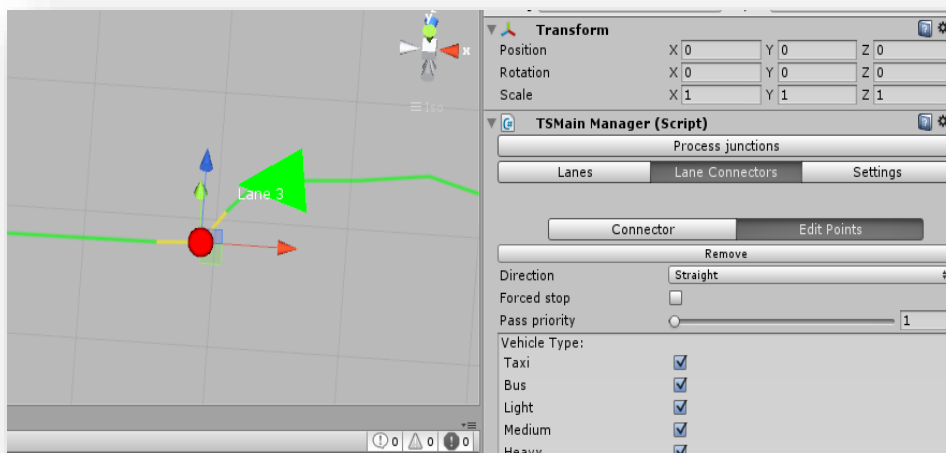 y
x
Iso
Lane 3
0 0 0
Transform
Position X 0 Y 0 Z 0
Rotation X 0 Y 0 Z 0
Scale X 1 Y 1 Z 1
TSMain Manager (Script)
Process junctions
Lanes Lane Connectors Settings
Connector Edit Points
Remove
Direction Straight
Forced stop
Pass priority 1
Vehicle Type:
Taxi
Bus
Light
Medium
Heavy